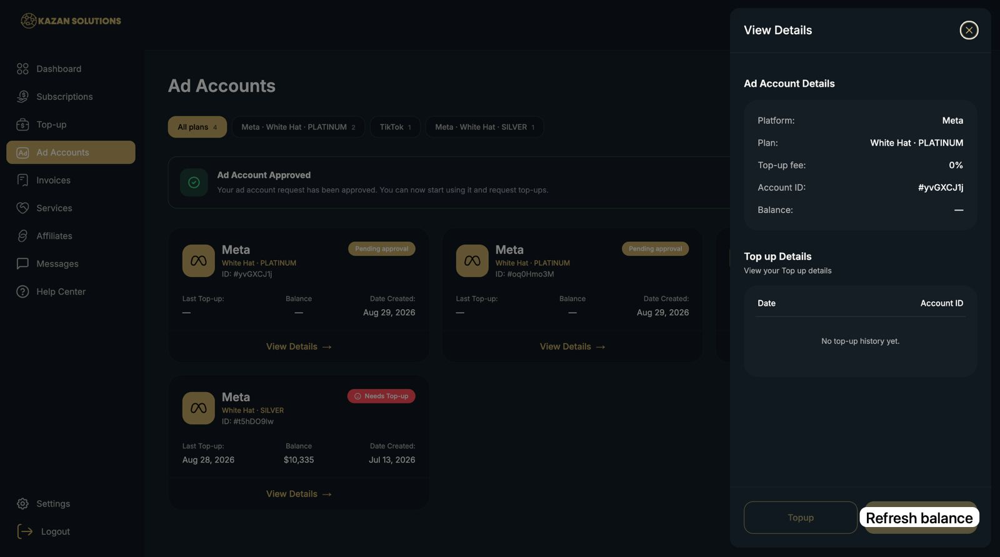 KAZAN SOLUTIONS
Dashboard
Subscriptions
Top-up
Ad Accounts
Invoices
Services
Affiliates
Messages
Help Center
Settings
Logout
Ad Accounts
All plans 4
Meta · White Hat · PLATINUM 2
TikTok 1
Meta · White Hat · SILVER 1
Ad Account Approved
Your ad account request has been approved. You can now start using it and request top-ups.
Meta
Pending approval
White Hat · PLATINUM
ID: #yvGXCJ1j
Last Top-up: Balance Date Created:
— — Aug 29, 2026
View Details →
Meta
Pending approval
White Hat · PLATINUM
ID: #oq0Hmo3M
Last Top-up: Balance Date Created:
— — Aug 29, 2026
View Details →
Meta
Needs Top-up
White Hat · SILVER
ID: #t5hDO9lw
Last Top-up: Balance Date Created:
Aug 28, 2026 $10,335 Jul 13, 2026
View Details →
View Details
Ad Account Details
Platform: Meta
Plan: White Hat · PLATINUM
Top-up fee: 0%
Account ID: #yvGXCJ1j
Balance: —
Top up Details
View your Top up details
Date Account ID
No top-up history yet.
Topup
Refresh balance